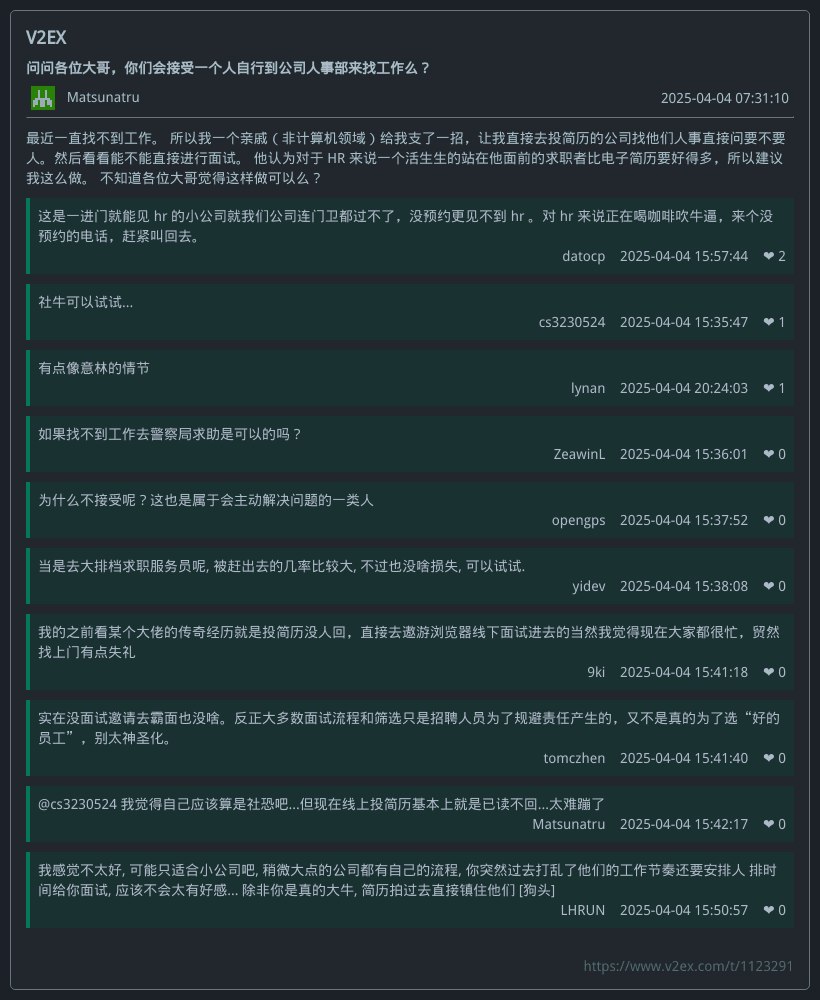 V2EX
问问各位大哥，你们会接受一个人自行到公司人事部来找工作么？
Matsunatru
2025-04-04 07:31:10
最近一直找不到工作。 所以我一个亲戚（非计算机领域）给我支了一招，让我直接去投简历的公司找他们人事直接问要不要
人。然后看看能不能直接进行面试。 他认为对于 HR 来说一个活生生的站在他面前的求职者比电子简历要好得多，所以建议
我这么做。 不知道各位大哥觉得这样做可以么？
这是一进门就能见 hr 的小公司就我们公司连门卫都过不了，没预约更见不到 hr 。对 hr 来说正在喝咖啡吹牛逼，来个没
预约的电话，赶紧叫回去。
datocp 2025-04-04 15:57:44 ❤ 2
社牛可以试试...
cs3230524 2025-04-04 15:35:47 ❤ 1
有点像意林的情节
lynan 2025-04-04 20:24:03 ❤ 1
如果找不到工作去警察局求助是可以的吗？
ZeawinL 2025-04-04 15:36:01 ❤ 0
为什么不接受呢？这也是属于会主动解决问题的一类人
opengps 2025-04-04 15:37:52 ❤ 0
当是去大排档求职服务员呢, 被赶出去的几率比较大, 不过也没啥损失, 可以试试.
yidev 2025-04-04 15:38:08 ❤ 0
我的之前看某个大佬的传奇经历就是投简历没人回，直接去遨游浏览器线下面试进去的当然我觉得现在大家都很忙，贸然
找上门有点失礼
9ki 2025-04-04 15:41:18 ❤ 0
实在没面试邀请去霸面也没啥。反正大多数面试流程和筛选只是招聘人员为了规避责任产生的，又不是真的为了选“好的
员工”，别太神圣化。
tomczhen 2025-04-04 15:41:40 ❤ 0
@cs3230524 我觉得自己应该算是社恐吧...但现在线上投简历基本上就是已读不回...太难蹦了
Matsunatru 2025-04-04 15:42:17 ❤ 0
我感觉不太好, 可能只适合小公司吧, 稍微大点的公司都有自己的流程, 你突然过去打乱了他们的工作节奏还要安排人 排时
间给你面试, 应该不会太有好感... 除非你是真的大牛, 简历拍过去直接镇住他们 [狗头]
LHRUN 2025-04-04 15:50:57 ❤ 0
https://www.v2ex.com/t/1123291